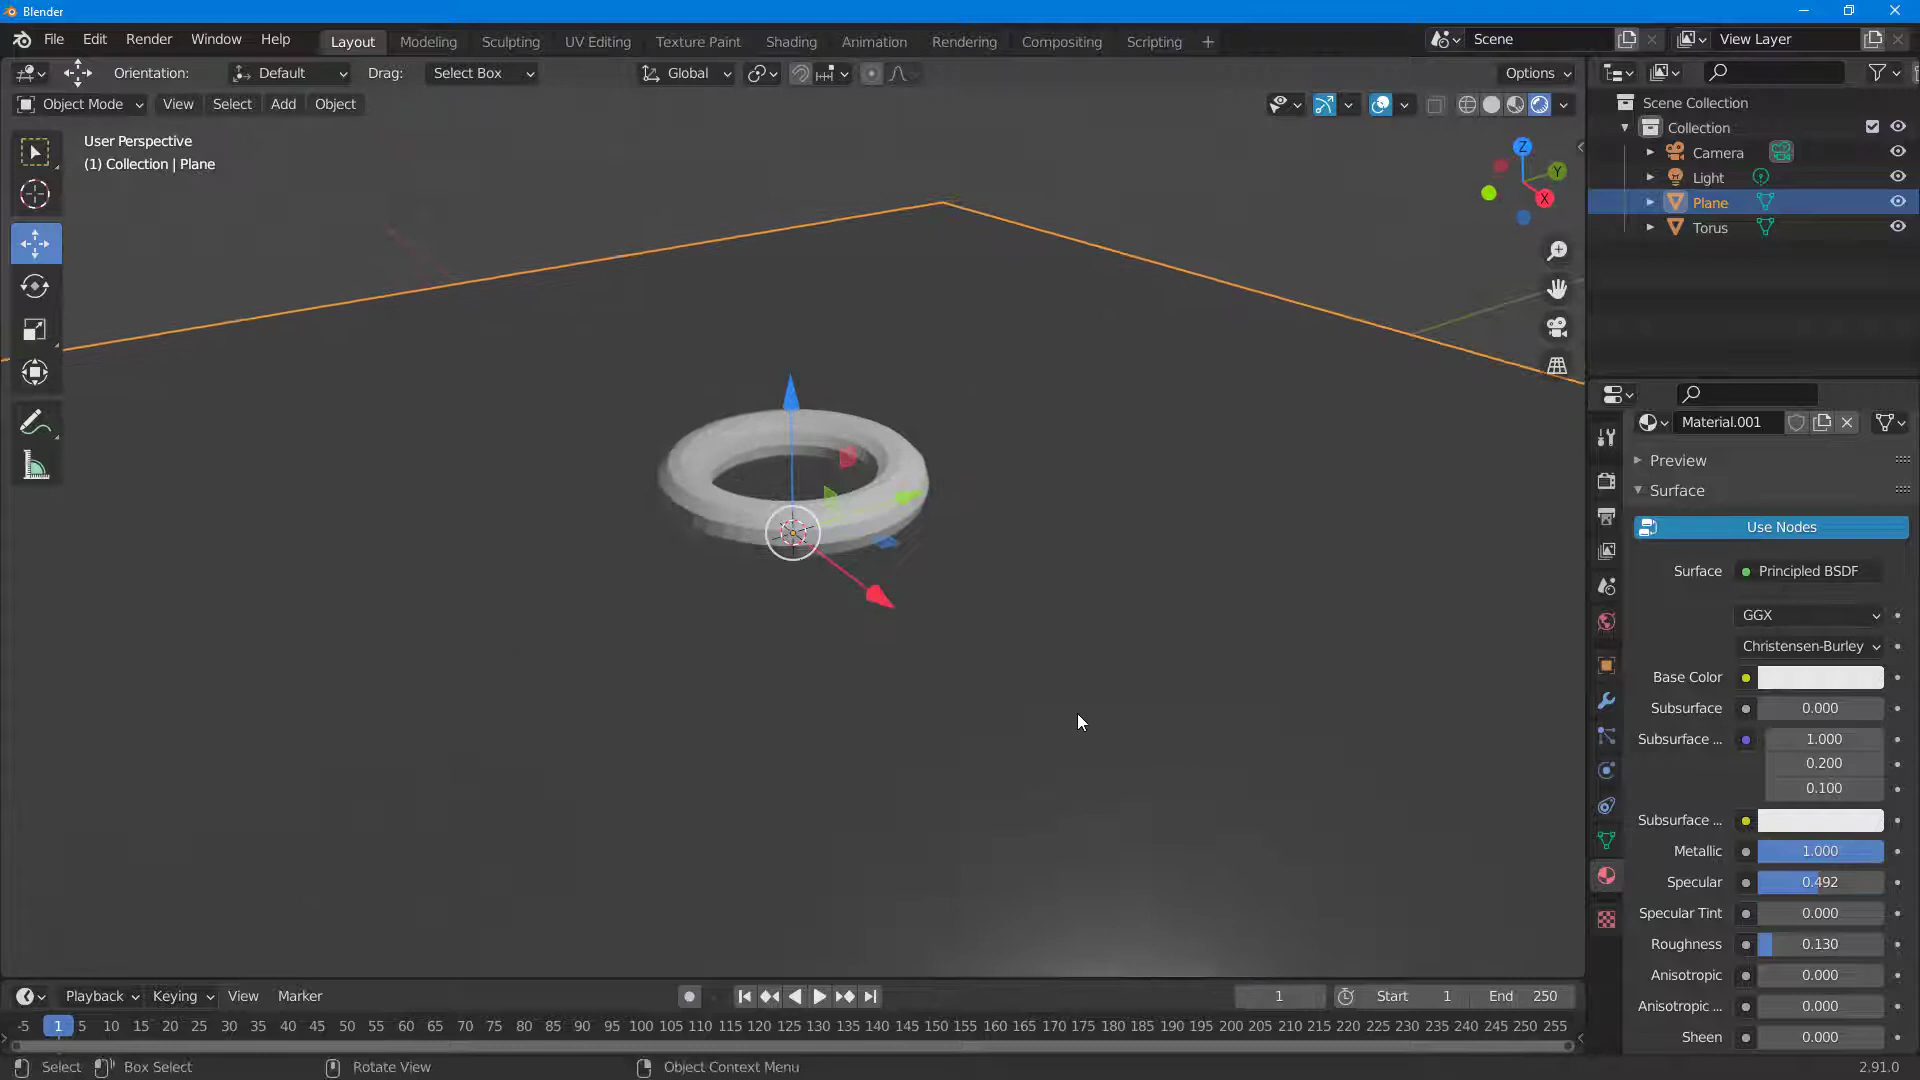 Blender
File Edit Render Window Help
Layout Modeling Sculpting UV Editing Texture Paint Shading Animation Rendering Compositing Scripting +
Scene
View Layer
Orientation: Default Drag: Select Box
Global
Options
Object Mode View Select Add Object
User Perspective
(1) Collection | Plane
Z
Y
X
Scene Collection
Collection
Camera
Light
Plane
Torus
Material.001
Preview
Surface
Use Nodes
Surface Principled BSDF
GGX
Christensen-Burley
Base Color
Subsurface 0.000
Subsurface ... 1.000
0.200
0.100
Subsurface ...
Metallic 1.000
Specular 0.492
Specular Tint 0.000
Roughness 0.130
Anisotropic 0.000
Anisotropic ... 0.000
Sheen 0.000
Playback Keying View Marker
1
Start 1 End 250
-5 1 5 10 15 20 25 30 35 40 45 50 55 60 65 70 75 80 85 90 95 100 105 110 115 120 125 130 135 140 145 150 155 160 165 170 175 180 185 190 195 200 205 210 215 220 225 230 235 240 245 250 255
Select Box Select Rotate View Object Context Menu
2.91.0